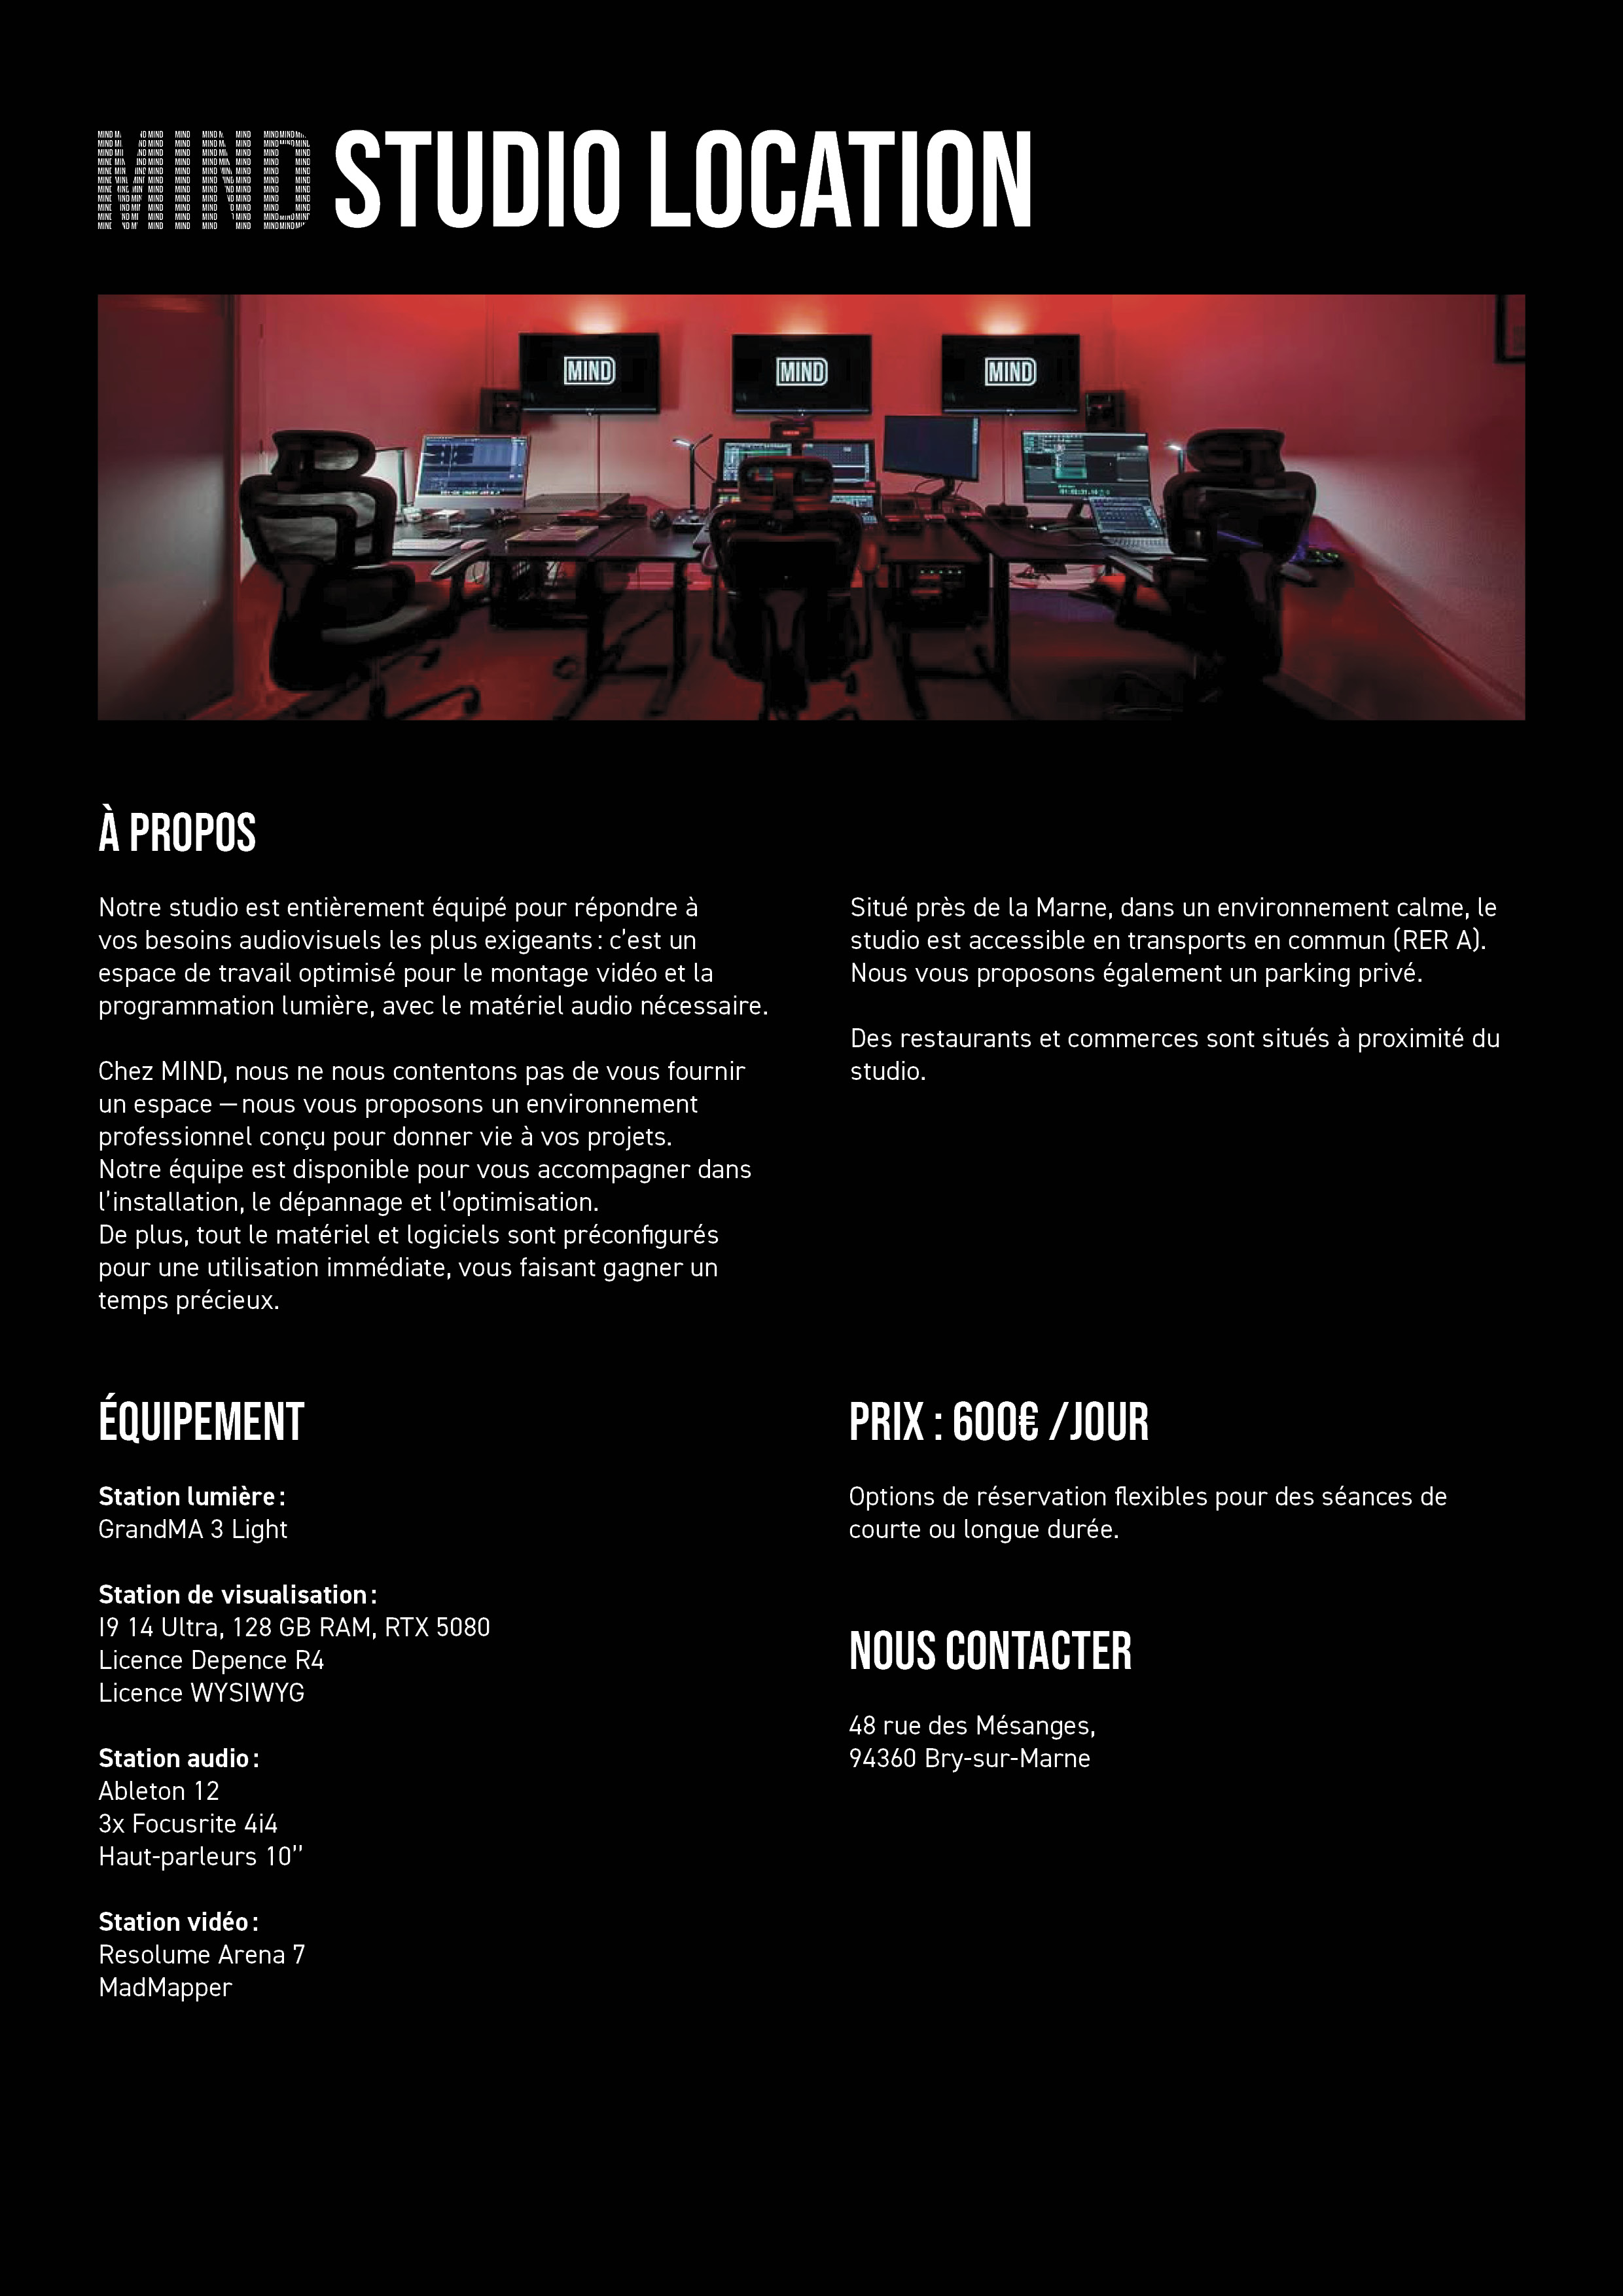 MIND STUDIO LOCATION
MIND
MIND
MIND
À PROPOS
Notre studio est entièrement équipé pour répondre à
vos besoins audiovisuels les plus exigeants : c’est un
espace de travail optimisé pour le montage vidéo et la
programmation lumière, avec le matériel audio nécessaire.
Chez MIND, nous ne nous contentons pas de vous fournir
un espace — nous vous proposons un environnement
professionnel conçu pour donner vie à vos projets.
Notre équipe est disponible pour vous accompagner dans
l’installation, le dépannage et l’optimisation.
De plus, tout le matériel et logiciels sont préconfigurés
pour une utilisation immédiate, vous faisant gagner un
temps précieux.
Situé près de la Marne, dans un environnement calme, le
studio est accessible en transports en commun (RER A).
Nous vous proposons également un parking privé.
Des restaurants et commerces sont situés à proximité du
studio.
ÉQUIPEMENT
Station lumière :
GrandMA 3 Light
Station de visualisation :
I9 14 Ultra, 128 GB RAM, RTX 5080
Licence Depence R4
Licence WYSIWYG
Station audio :
Ableton 12
3x Focusrite 4i4
Haut-parleurs 10’’
Station vidéo :
Resolume Arena 7
MadMapper
PRIX : 600€ /JOUR
Options de réservation flexibles pour des séances de
courte ou longue durée.
NOUS CONTACTER
48 rue des Mésanges,
94360 Bry-sur-Marne